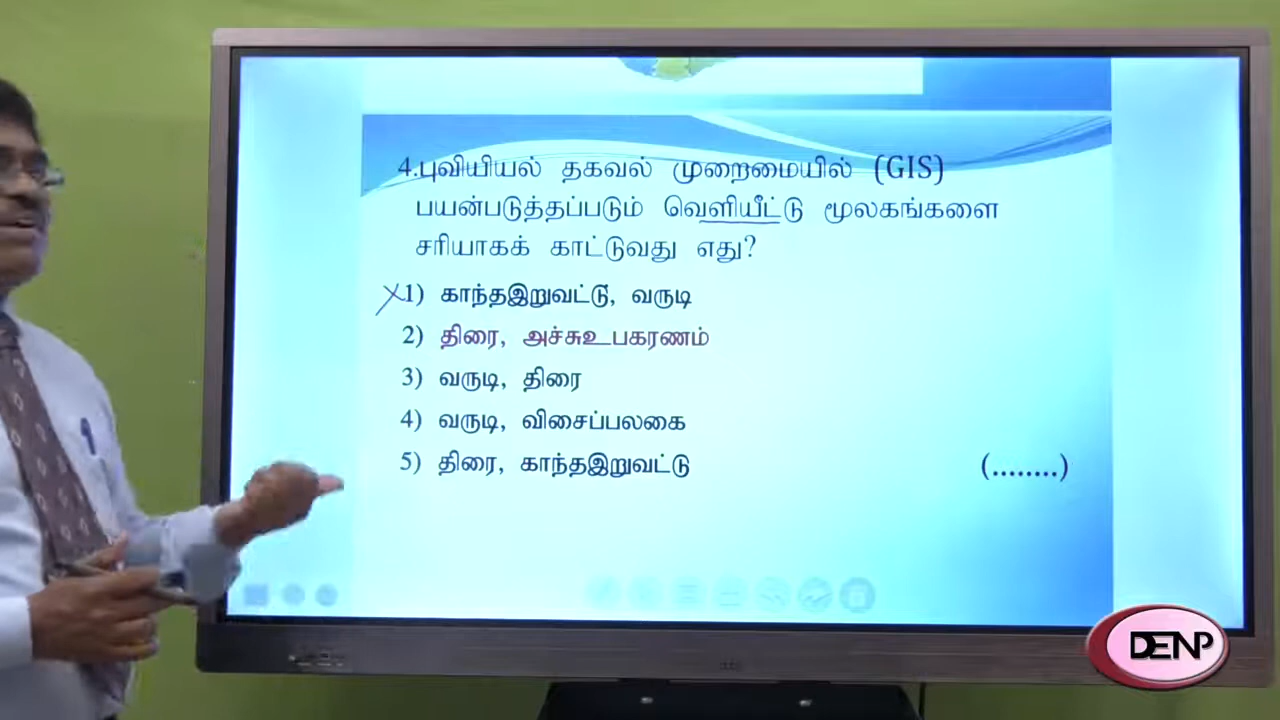 4.புவியியல் தகவல் முறைமையில் (GIS)
பயன்படுத்தப்படும் வெளியீட்டு மூலகங்களை
சரியாகக் காட்டுவது எது?
1) காந்தஇறுவட்டு, வருடி
2) திரை, அச்சுஉபகரணம்
3) வருடி, திரை
4) வருடி, விசைப்பலகை
5) திரை, காந்தஇறுவட்டு
(........)
DENP